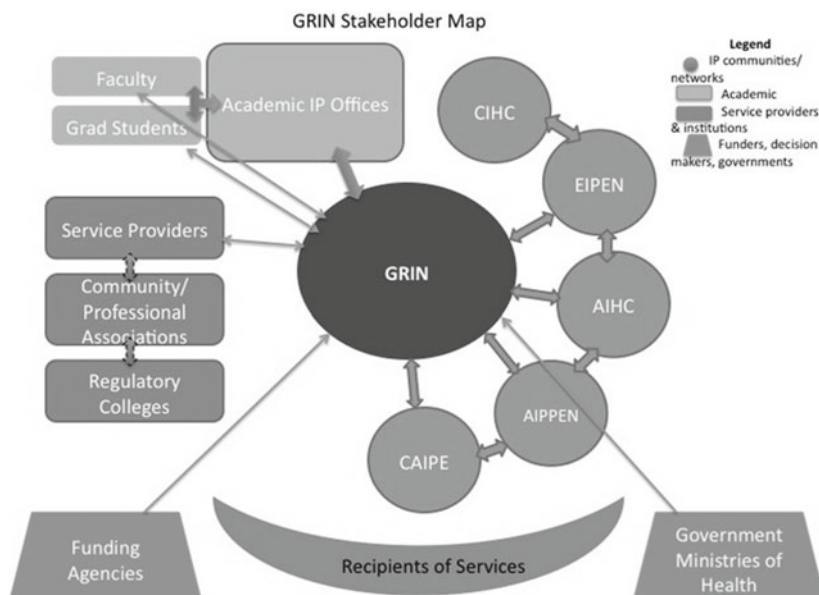 GRIN Stakeholder Map
Legend
IP communities/
networks
Academic
Service providers
& institutions
Funders, decision
makers, governments
Faculty
Grad Students
Academic IP Offices
CIHC
EIPEN
Service Providers
GRIN
Community/
Professional
Associations
AIHC
Regulatory
Colleges
AIPPEN
CAIPE
Funding
Agencies
Recipients of Services
Government
Ministries of
Health